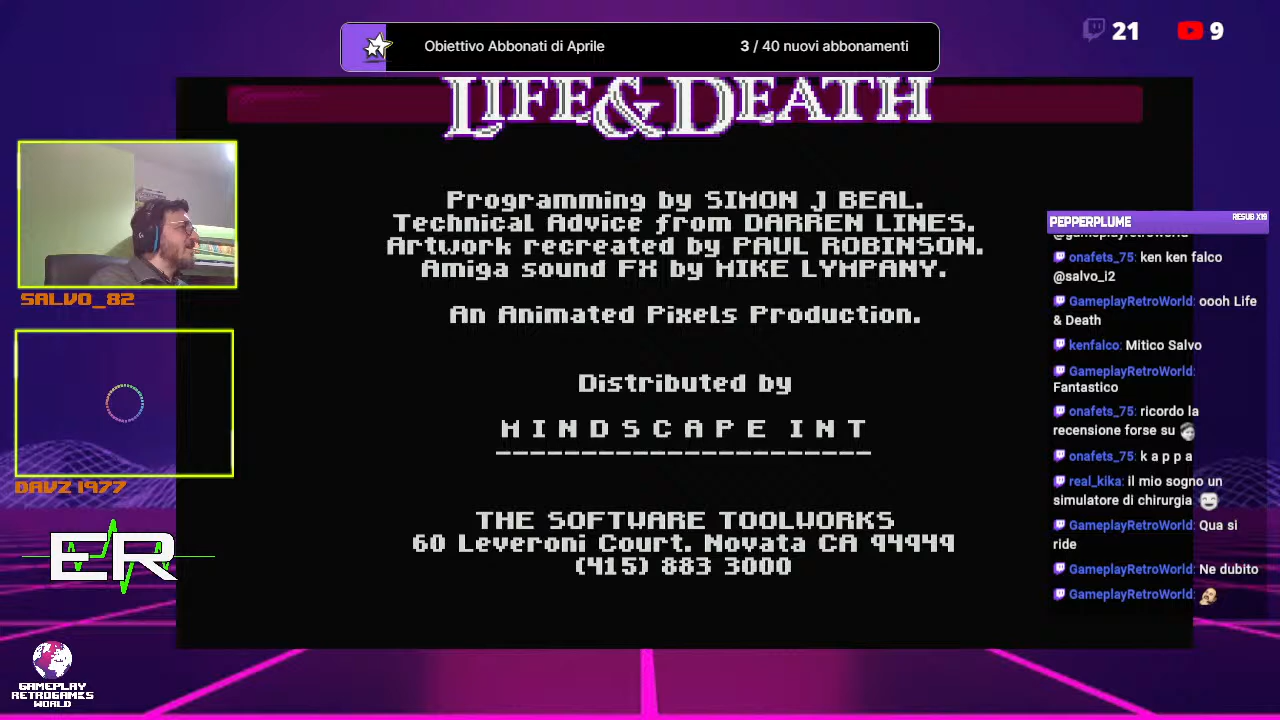 Obiettivo Abbonati di Aprile
3 / 40 nuovi abbonamenti
21
9
LIFE & DEATH
Programming by SIMON J BEAL.
Technical Advice from DARREN LINES.
Artwork recreated by PAUL ROBINSON.
Amiga sound FX by MIKE LYMPANY.
An Animated Pixels Production.
Distributed by
MINDSCAPE INT
---------------------
THE SOFTWARE TOOLWORKS
60 Leveroni Court. Novata CA 94949
(415) 883 3000
SALVO_82
DAVZ 1977
ER
GAMEPLAY
RETROGAMES
WORLD
PEPPERPLUME
RESUB X19
@gameplayretroworld
onafets_75: ken ken falco
@salvo_i2
GameplayRetroWorld: oooh Life
& Death
kenfalco: Mitico Salvo
GameplayRetroWorld:
Fantastico
onafets_75: ricordo la
recensione forse su
onafets_75: k a p p a
real_kika: il mio sogno un
simulatore di chirurgia
GameplayRetroWorld: Qua si
ride
GameplayRetroWorld: Ne dubito
GameplayRetroWorld: